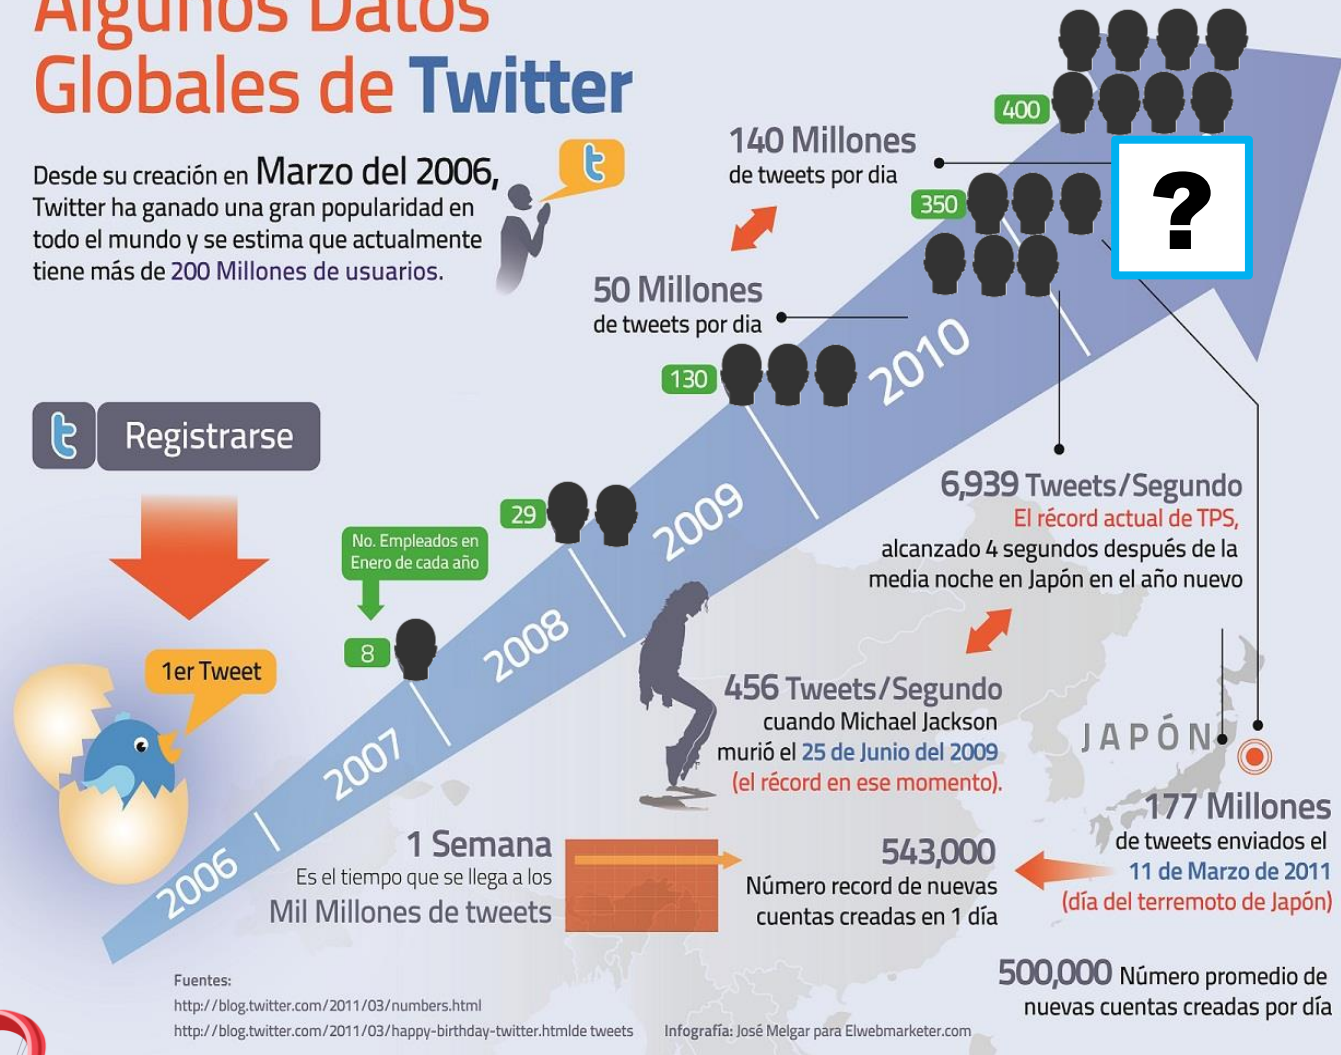 Algunos Datos
Globales de Twitter
Desde su creación en Marzo del 2006,
Twitter ha ganado una gran popularidad en
todo el mundo y se estima que actualmente
tiene más de 200 Millones de usuarios.
t
140 Millones
de tweets por dia
400
?
350
50 Millones
de tweets por dia
130
2010
t Registrarse
29
2009
No. Empleados en
Enero de cada año
8
2008
1er Tweet
2007
2006
6,939 Tweets/Segundo
El récord actual de TPS,
alcanzado 4 segundos después de la
media noche en Japón en el año nuevo
456 Tweets/Segundo
cuando Michael Jackson
murió el 25 de Junio del 2009
(el récord en ese momento).
JAPÓN
177 Millones
de tweets enviados el
11 de Marzo de 2011
(día del terremoto de Japón)
1 Semana
Es el tiempo que se llega a los
Mil Millones de tweets
543,000
Número record de nuevas
cuentas creadas en 1 día
500,000 Número promedio de
nuevas cuentas creadas por día
Fuentes:
http://blog.twitter.com/2011/03/numbers.html
http://blog.twitter.com/2011/03/happy-birthday-twitter.htmlde tweets
Infografía: José Melgar para Elwebmarketer.com